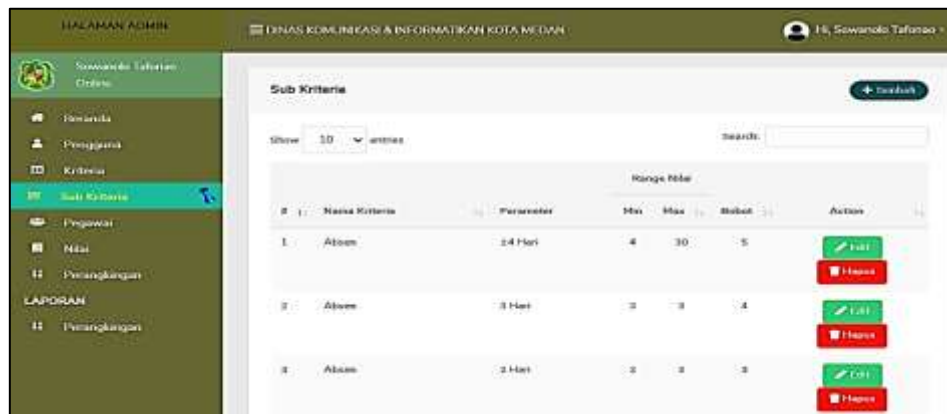 HALAMAN ADMIN
DINAS KOMUNIKASI & INFORMATIKAN KOTA MEDAN
Hi, Sowanolo Tafonao
Sowanolo Tafonao
Online
Beranda
Pengguna
Kriteria
Sub Kriteria
Pegawai
Nilai
Perangkingan
LAPORAN
Perangkingan
Sub Kriteria
+ Tambah
Show 10 entries
Search:
Range Nilai
# Nama Kriteria Parameter Min Max Bobot Action
1 Absen ≥4 Hari 4 30 5 Edit
Hapus
2 Absen 3 Hari 3 3 4 Edit
Hapus
3 Absen 2 Hari 2 2 3 Edit
Hapus